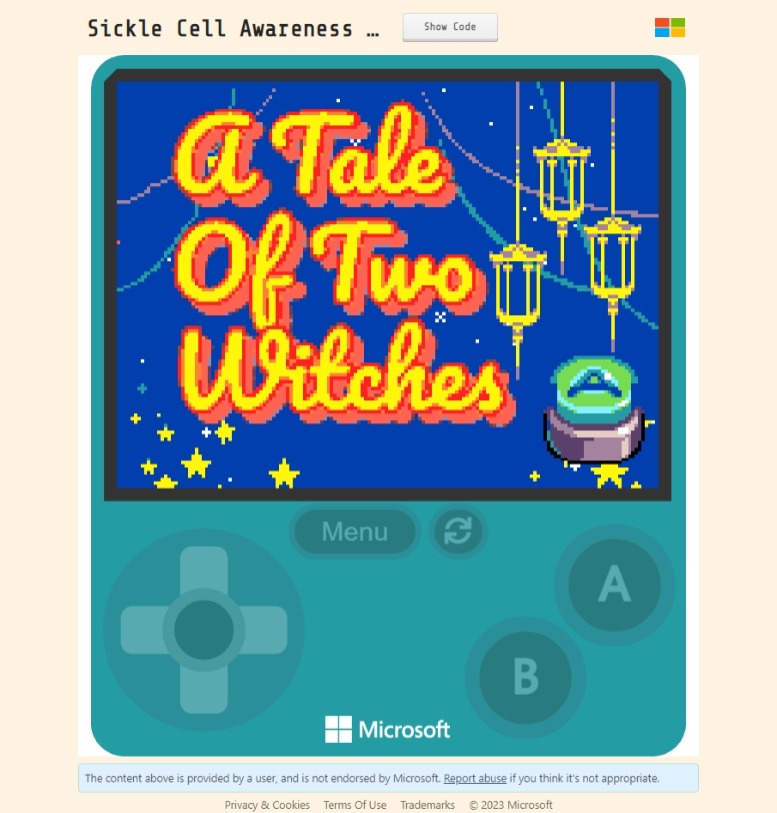 Sickle Cell Awareness …
Show Code
A Tale
Of Two
Witches
Menu
A
B
Microsoft
The content above is provided by a user, and is not endorsed by Microsoft. Report abuse if you think it's not appropriate.
Privacy & Cookies Terms Of Use Trademarks © 2023 Microsoft